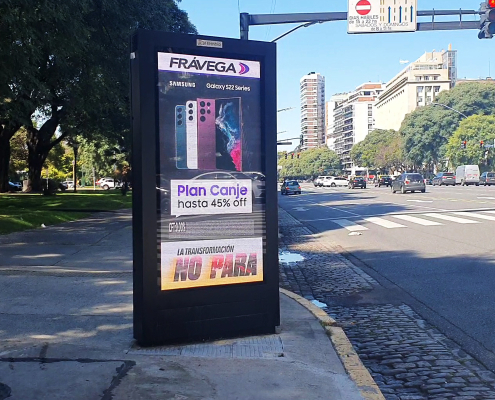 FRÁVEGA
SAMSUNG
Galaxy S22 Series
Plan Canje
hasta 45% off
LA TRANSFORMACIÓN
NO PARA